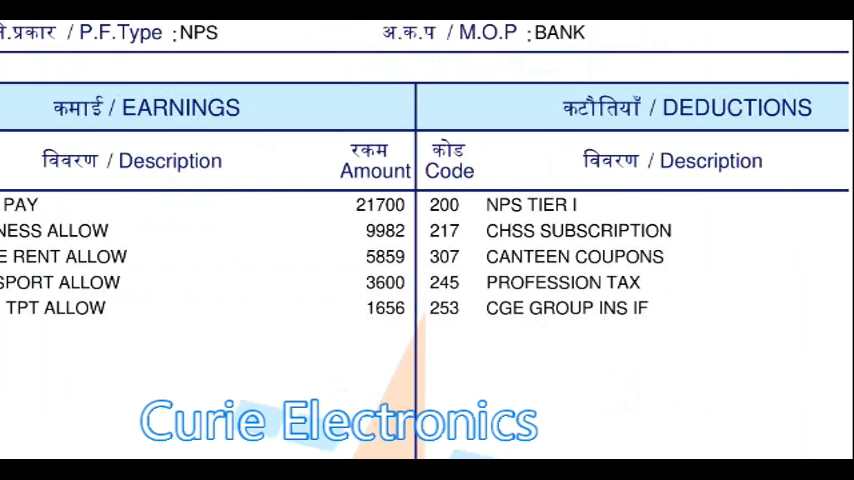 प्रकार / P.F.Type : NPS अ.क.प / M.O.P : BANK
कमाई / EARNINGS कटौतियाँ / DEDUCTIONS
विवरण / Description रकम Amount कोड Code विवरण / Description
PAY 21700 200 NPS TIER I
NESS ALLOW 9982 217 CHSS SUBSCRIPTION
E RENT ALLOW 5859 307 CANTEEN COUPONS
SPORT ALLOW 3600 245 PROFESSION TAX
TPT ALLOW 1656 253 CGE GROUP INS IF
Curie Electronics